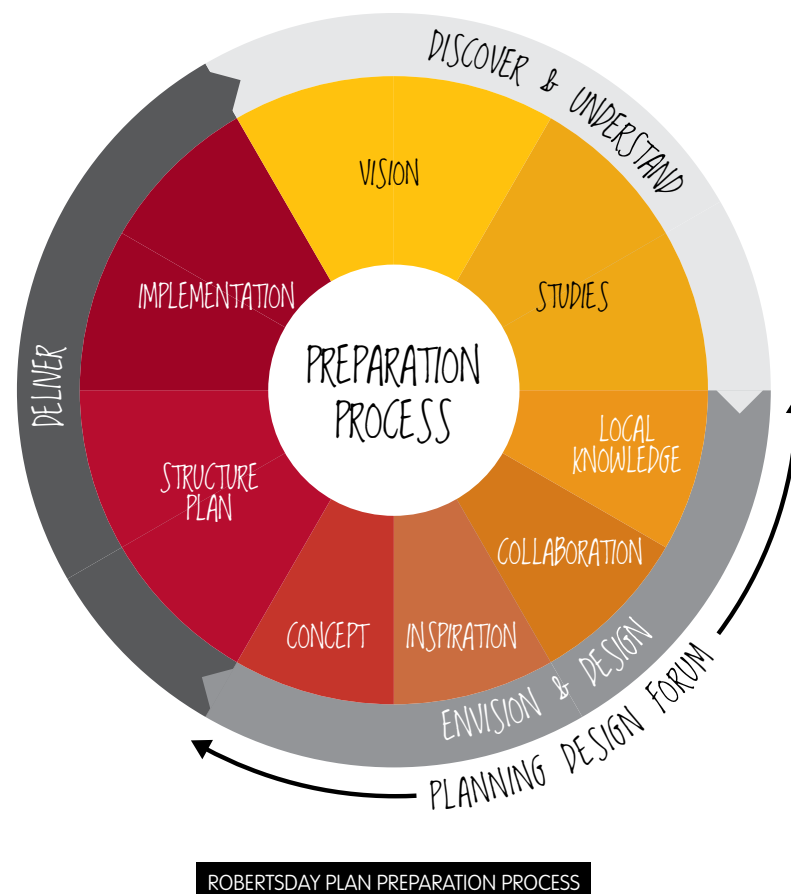 DISCOVER & UNDERSTAND
VISION
STUDIES
IMPLEMENTATION
PREPARATION
PROCESS
DELIVER
LOCAL
KNOWLEDGE
STRUCTURE
PLAN
COLLABORATION
CONCEPT
INSPIRATION
ENVISION & DESIGN
PLANNING DESIGN FORUM
ROBERTSDAY PLAN PREPARATION PROCESS